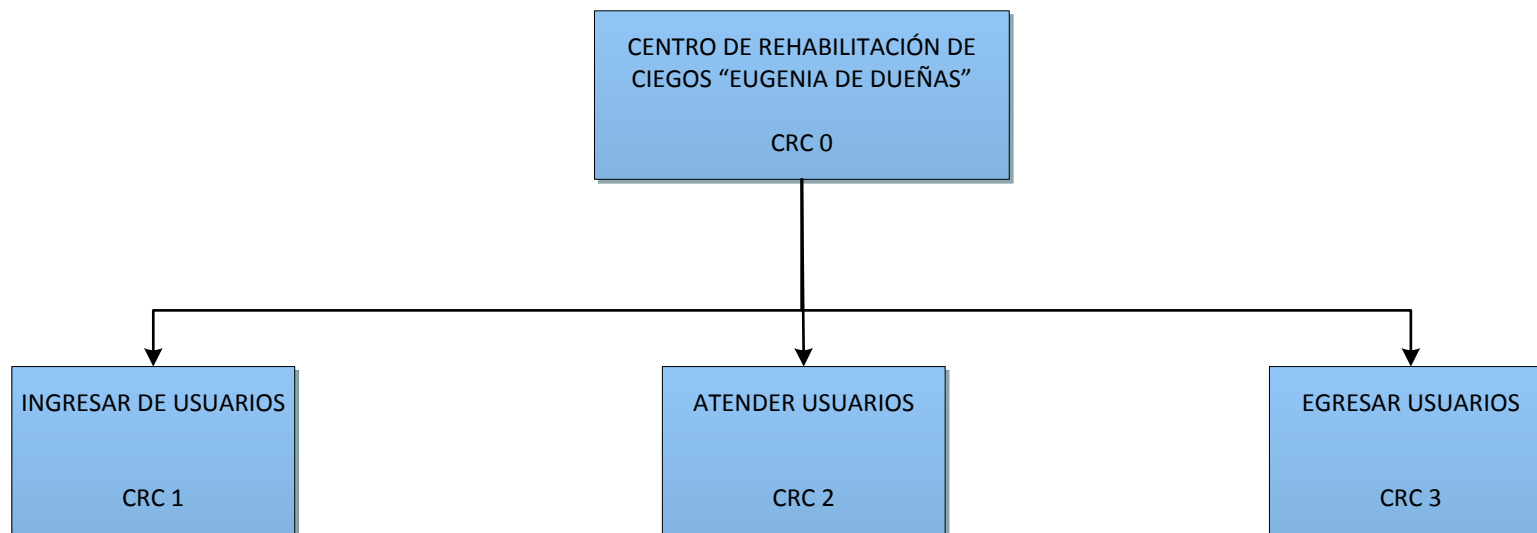 CENTRO DE REHABILITACIÓN DE
CIEGOS “EUGENIA DE DUEÑAS”
CRC 0
INGRESAR DE USUARIOS
CRC 1
ATENDER USUARIOS
CRC 2
EGRESAR USUARIOS
CRC 3